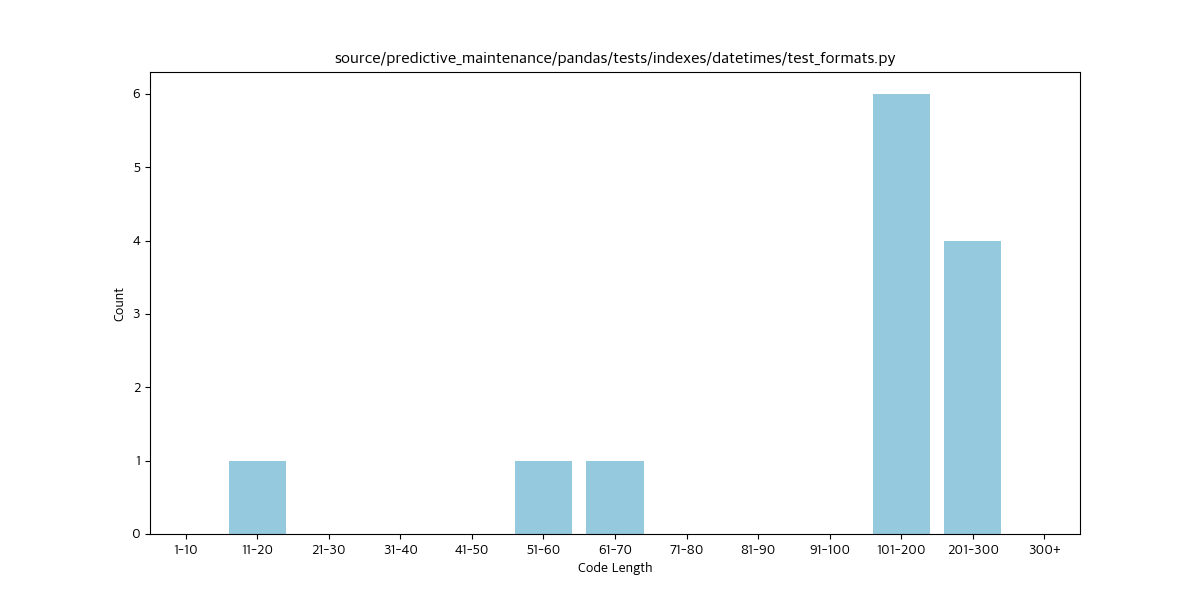 source/predictive_maintenance/pandas/tests/indexes/datetimes/test_formats.py
6
5
4
3
2
1
0
Count
1-10 11-20 21-30 31-40 41-50 51-60 61-70 71-80 81-90 91-100 101-200 201-300 300+
Code Length